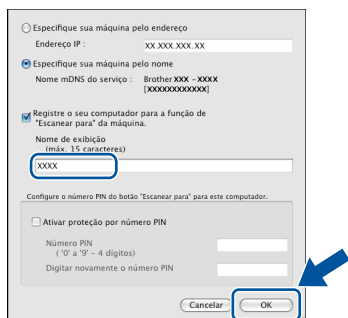 Especifique sua máquina pelo endereço
Endereço IP : XX.XXX.XXX.XX
Especifique sua máquina pelo nome
Nome mDNS do serviço : Brother XXX – XXXX
[XXXXXXXXXXXX]
Registre o seu computador para a função de
"Escanear para" da máquina.
Nome de exibição
(máx. 15 caracteres)
XXXX
Configure o número PIN do botão "Escanear para" para este computador.
Ativar proteção por número PIN
Número PIN
( '0' a '9' – 4 dígitos)
Digitar novamente o número PIN
Cancelar OK